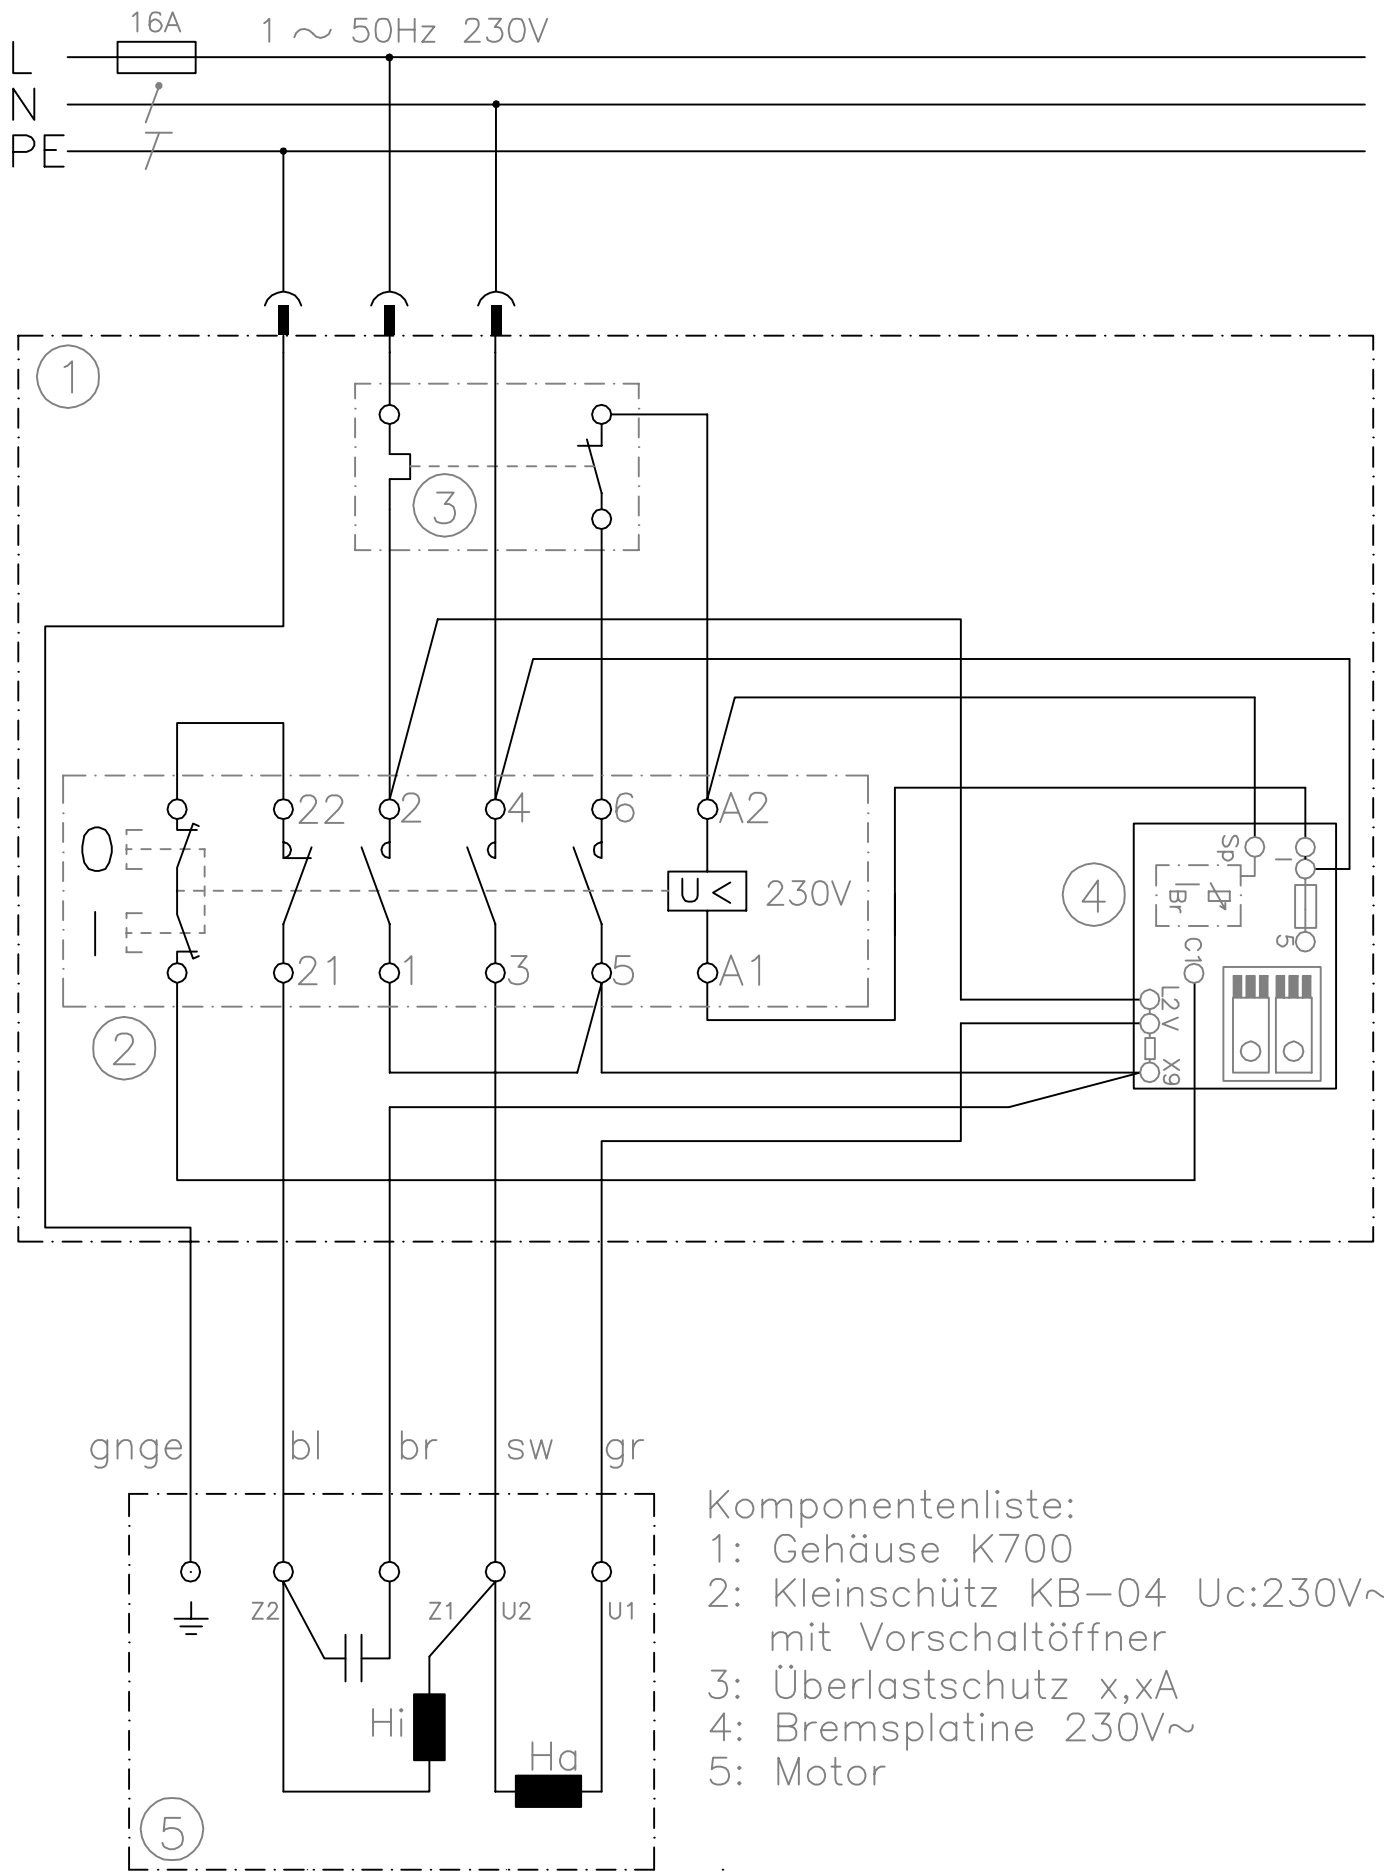 16A
1 ~ 50Hz 230V
L
N
PE
1
3
22 2 4 6 A2
0
U< 230V
I
21 1 3 5 A1
2
4
Sp I
Br I
5
C1
L2
V
X9
gnge bl br sw gr
Z2 Z1 U2 U1
Hi
Ha
5
Komponentenliste:
1: Gehäuse K700
2: Kleinschütz KB-04 Uc:230V~
mit Vorschaltöffner
3: Überlastschutz x,xA
4: Bremsplatine 230V~
5: Motor